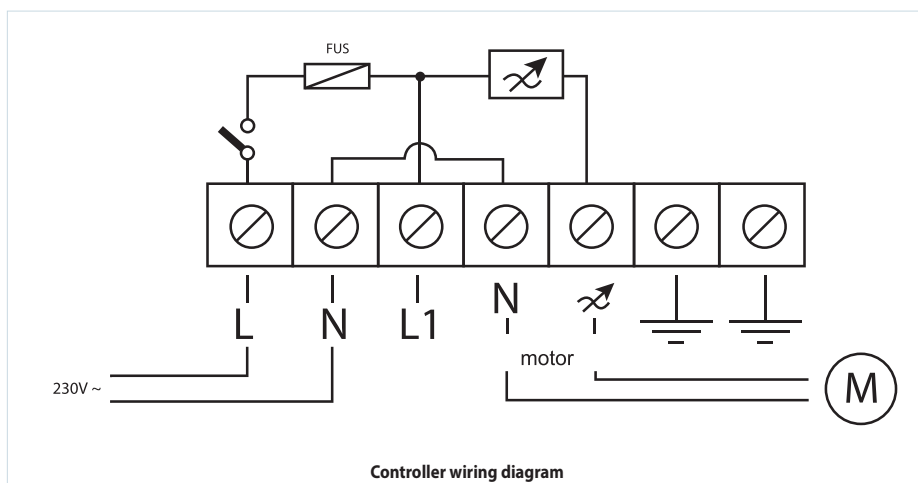 FUS
L N L1 N
motor
230V ~
M
Controller wiring diagram